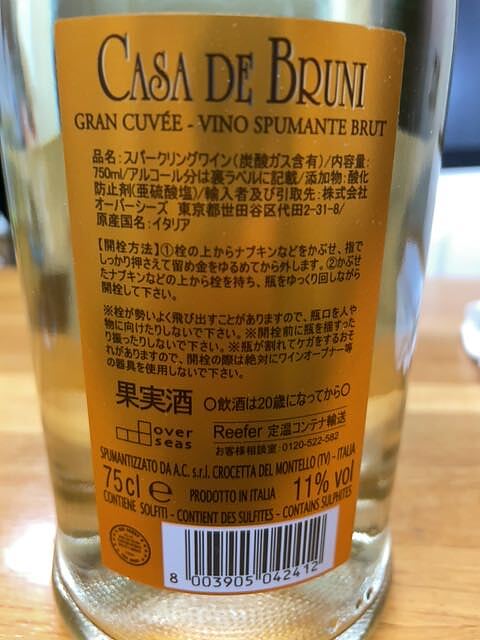 CASA DE BRUNI
GRAN CUVÉE - VINO SPUMANTE BRUT
品名:スパークリングワイン(炭酸ガス含有)/内容量:
750ml/アルコール分は裏ラベルに記載/添加物:酸化
防止剤(亜硫酸塩)/輸入者及び引取先:株式会社
オーバーシーズ 東京都世田谷区代田2-31-8/
原産国名:イタリア
【開栓方法】①栓の上からナプキンなどをかぶせ、指で
しっかり押さえて留め金をゆるめてから外します。②かぶせ
たナプキンなどの上から栓を持ち、瓶をゆっくり回しながら
開栓して下さい。
※栓が勢いよく飛び出すことがありますので、瓶口を人や
物に向けたりしないで下さい。※開栓前に瓶を揺すった
り振ったりしないで下さい。※瓶が割れてケガをするおそ
れがありますので、開栓の際は絶対にワインオープナー等
の器具を使用しないで下さい。
果実酒 〇飲酒は20歳になってから〇
over seas Reefer 定温コンテナ輸送
お客様相談室:0120-522-582
SPUMANTIZZATO DA A.C. s.r.l. CROCETTA DEL MONTELLO (TV) - ITALIA
75cl e PRODOTTO IN ITALIA 11% vol
CONTIENE SOLFITI - CONTIENT DES SULFITES - CONTAINS SULPHITES
8 003905 042412